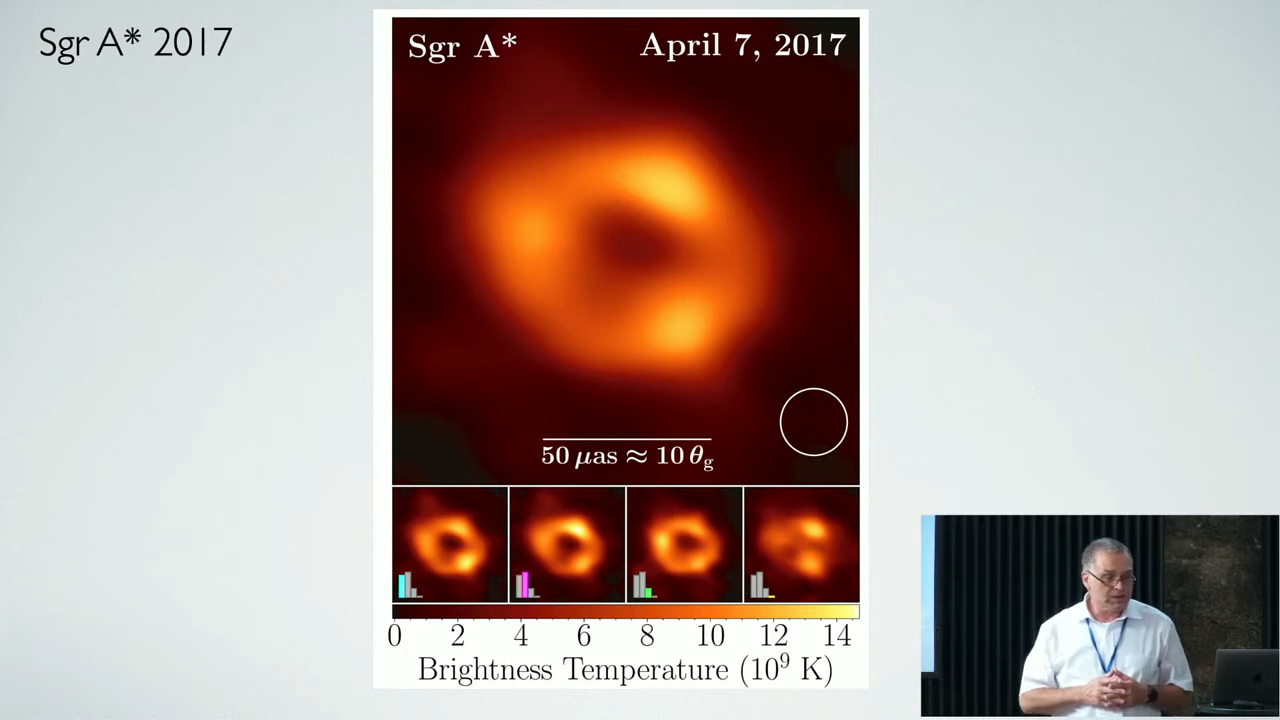 Sgr A* 2017
Sgr A*
April 7, 2017
50 μas ≈ 10 θg
0 2 4 6 8 10 12 14
Brightness Temperature (10⁹ K)